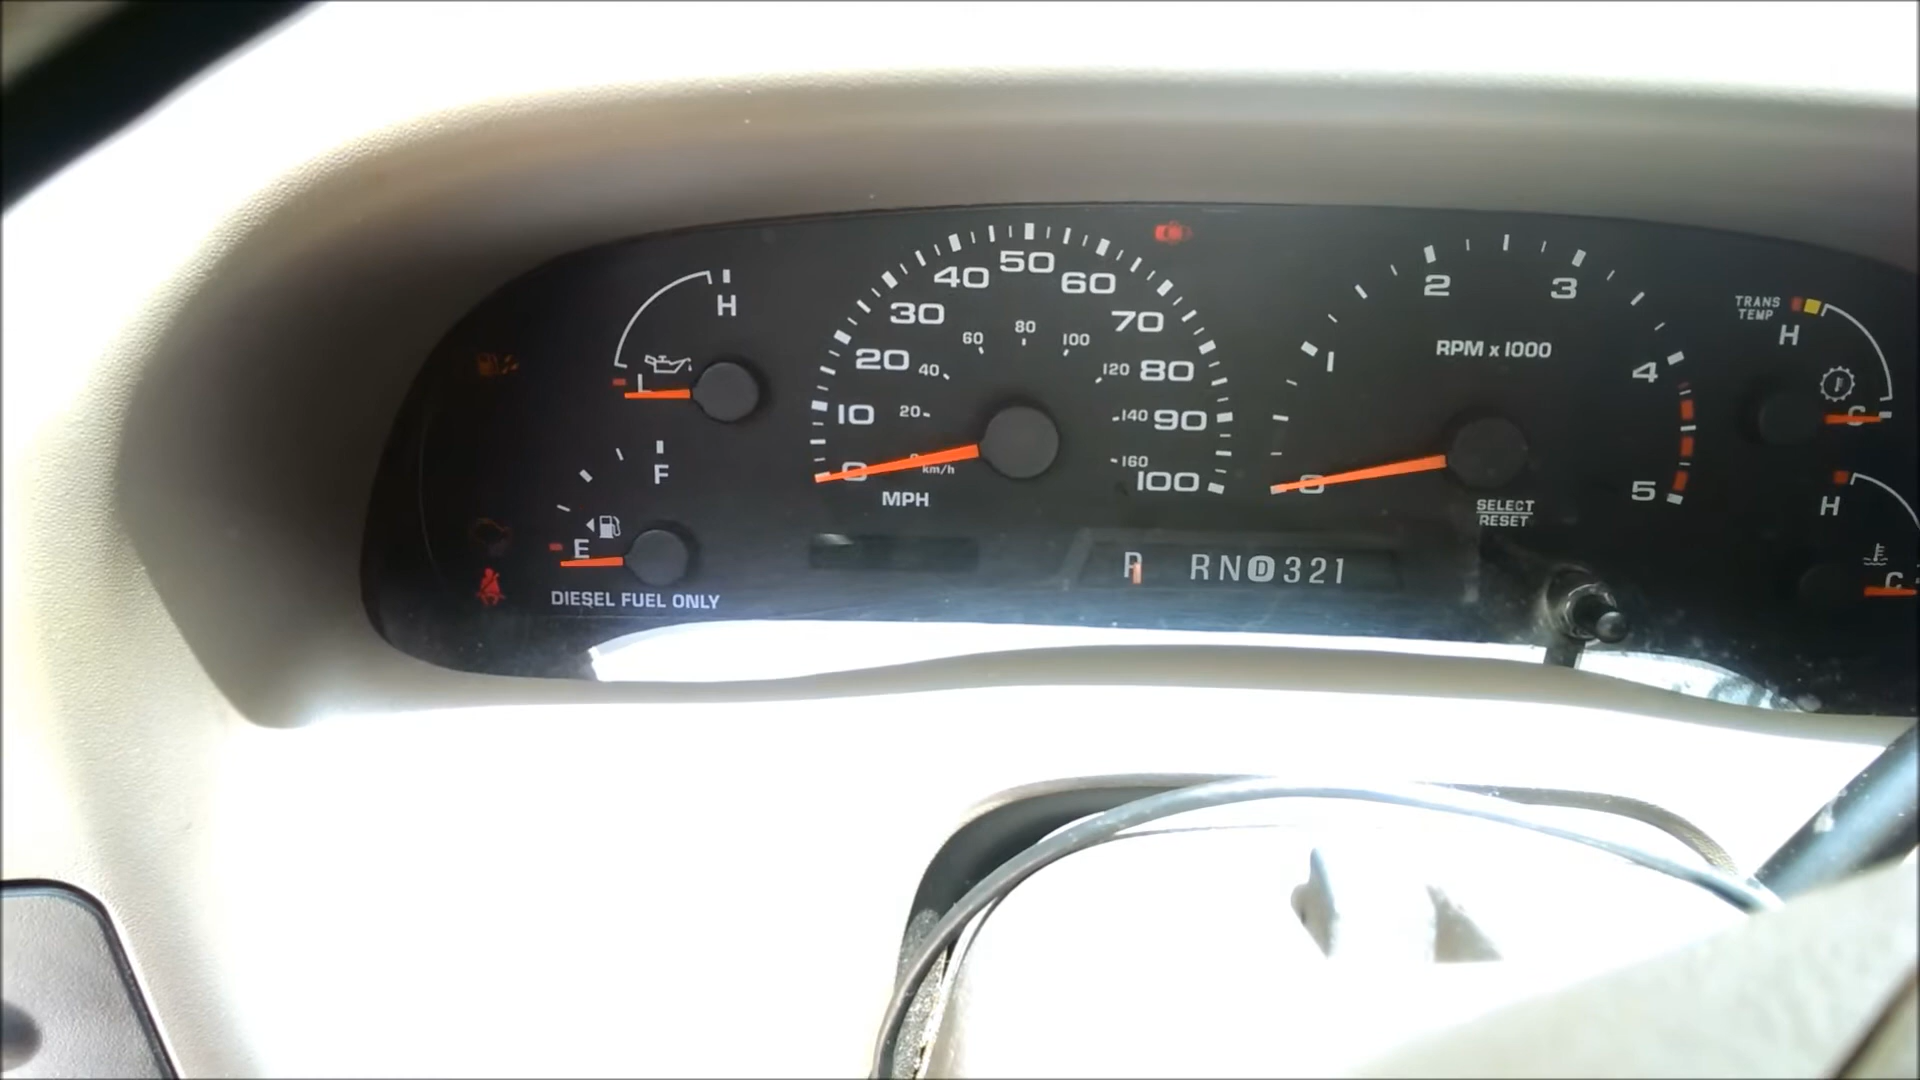 H
L
F
E
DIESEL FUEL ONLY
0 10 20 30 40 50 60 70 80 90 100
20 40 60 80 100 120 140 160
km/h
MPH
P RND321
0 1 2 3 4 5
RPM x 1000
SELECT
RESET
TRANS
TEMP
H
C
H
C